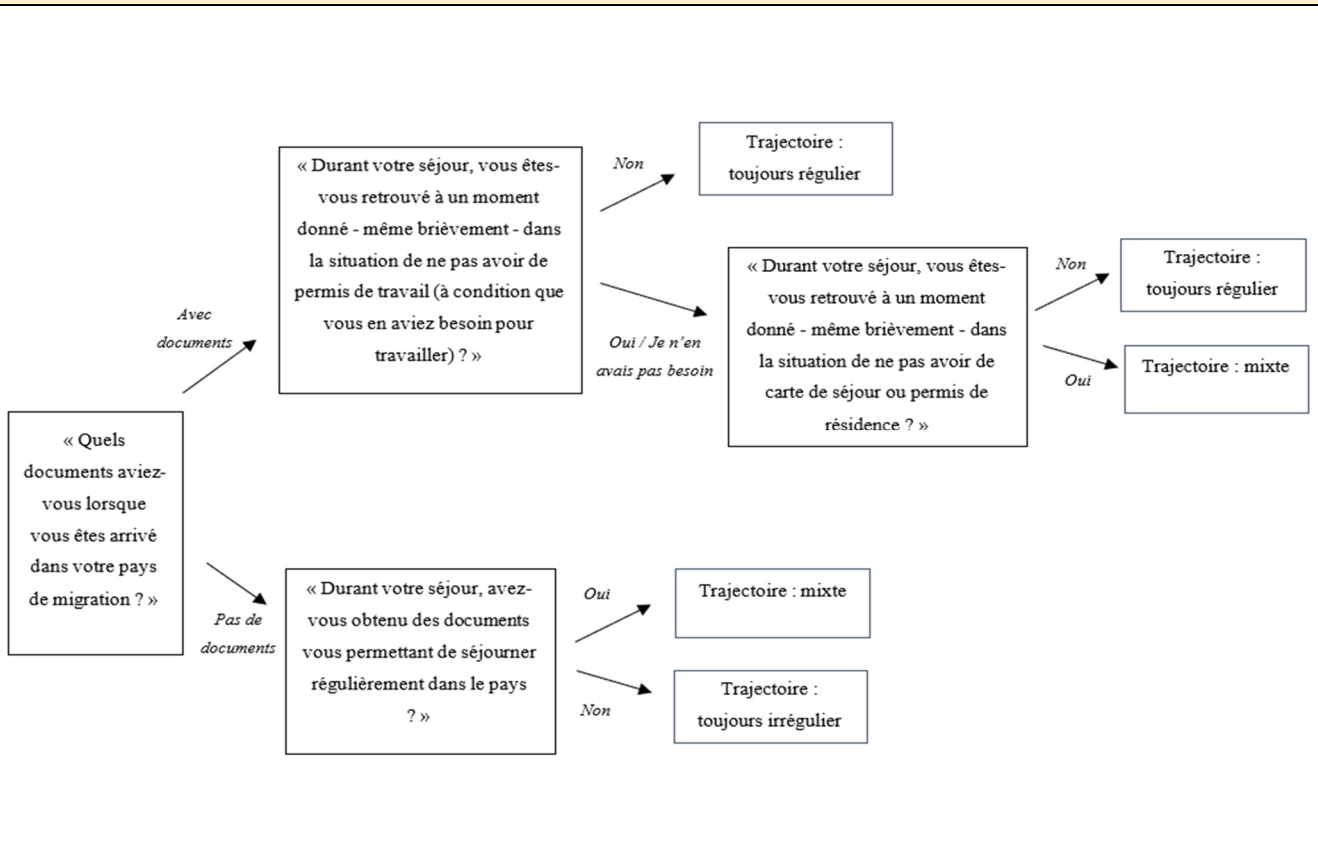 « Quels
documents aviez-
vous lorsque
vous êtes arrivé
dans votre pays
de migration ? »
Avec
documents
« Durant votre séjour, vous êtes-
vous retrouvé à un moment
donné - même brièvement - dans
la situation de ne pas avoir de
permis de travail (à condition que
vous en aviez besoin pour
travailler) ? »
Non
Trajectoire :
toujours régulier
Oui / Je n'en
avais pas besoin
« Durant votre séjour, vous êtes-
vous retrouvé à un moment
donné - même brièvement - dans
la situation de ne pas avoir de
carte de séjour ou permis de
résidence ? »
Non
Trajectoire :
toujours régulier
Oui
Trajectoire : mixte
Pas de
documents
« Durant votre séjour, avez-
vous obtenu des documents
vous permettant de séjourner
régulièrement dans le pays
? »
Oui
Trajectoire : mixte
Non
Trajectoire :
toujours irrégulier